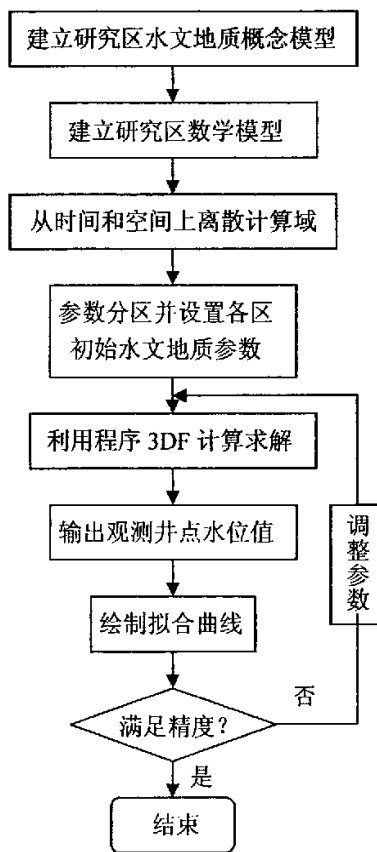 建立研究区水文地质概念模型
建立研究区数学模型
从时间和空间上离散计算域
参数分区并设置各区
初始水文地质参数
利用程序 3DF 计算求解
输出观测井点水位值
绘制拟合曲线
调整参数
满足精度？
否
是
结束